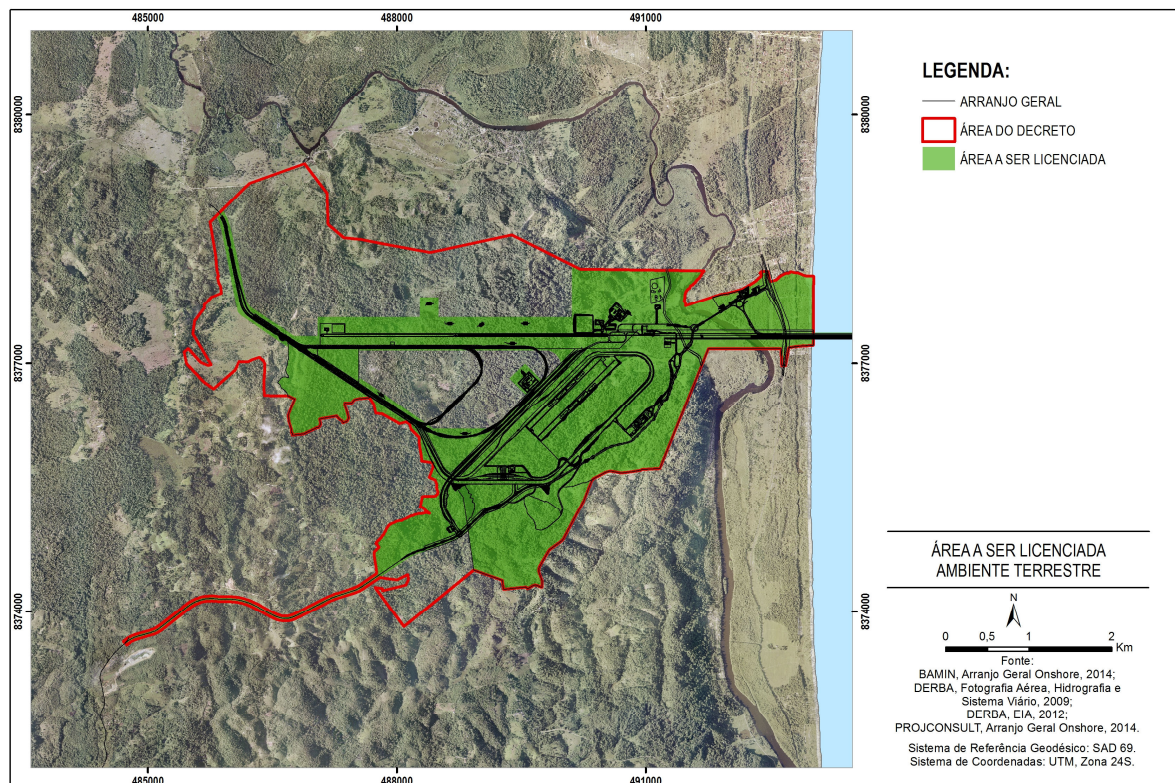 485000
488000
491000
8380000
8380000
8377000
8377000
8374000
8374000
485000
488000
491000
LEGENDA:
ARRANJO GERAL
ÁREA DO DECRETO
ÁREA A SER LICENCIADA
ÁREA A SER LICENCIADA
AMBIENTE TERRESTRE
N
0 0,5 1 2
Km
Fonte:
BAMIN, Arranjo Geral Onshore, 2014;
DERBA, Fotografia Aérea, Hidrografia e
Sistema Viário, 2009;
DERBA, EIA, 2012;
PROJCONSULT, Arranjo Geral Onshore, 2014.
Sistema de Referência Geodésico: SAD 69.
Sistema de Coordenadas: UTM, Zona 24S.